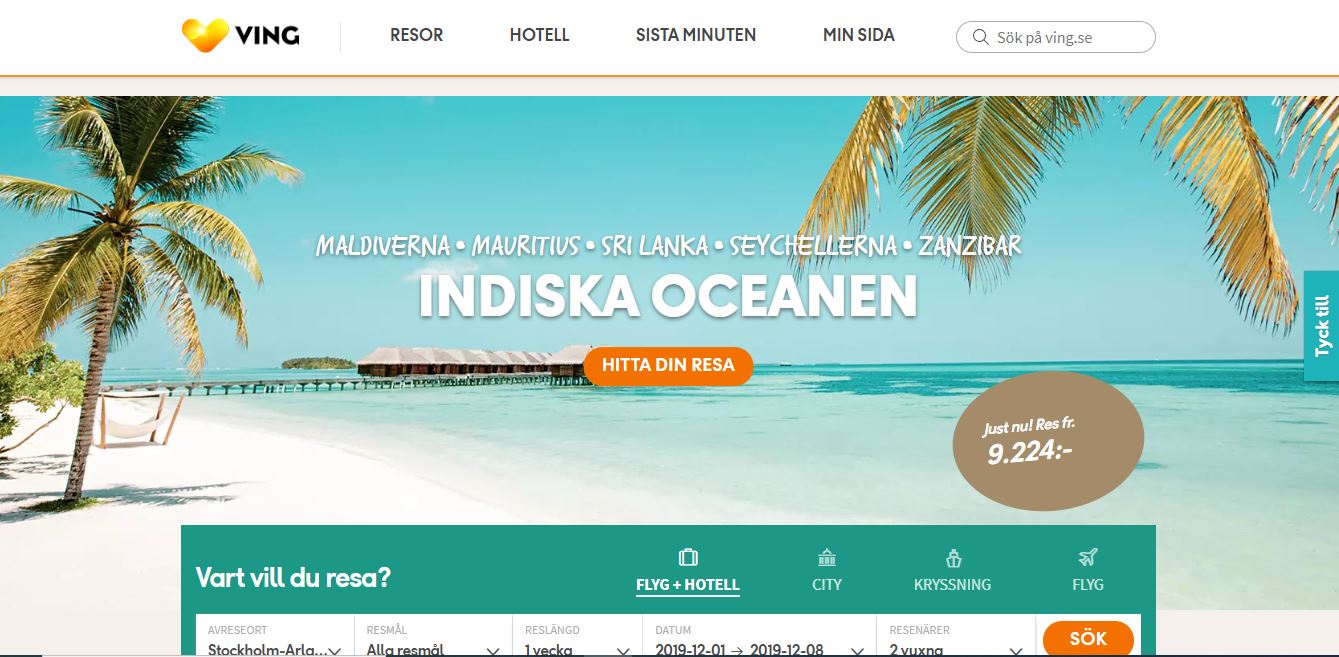 VING
RESOR
HOTELL
SISTA MINUTEN
MIN SIDA
Sök på ving.se
MALDIVERNA • MAURITIUS • SRI LANKA • SEYCHELLERNA • ZANZIBAR
INDISKA OCEANEN
HITTA DIN RESA
Tyck till
Just nu! Res fr.
9.224:-
Vart vill du resa?
FLYG + HOTELL
CITY
KRYSSNING
FLYG
AVRESEORT
RESMÅL
RESLÄNGD
DATUM
RESENÄRER
Stockholm-Arla...
Alla resmål
1 vecka
2019-12-01 → 2019-12-08
2 vuxna
SÖK